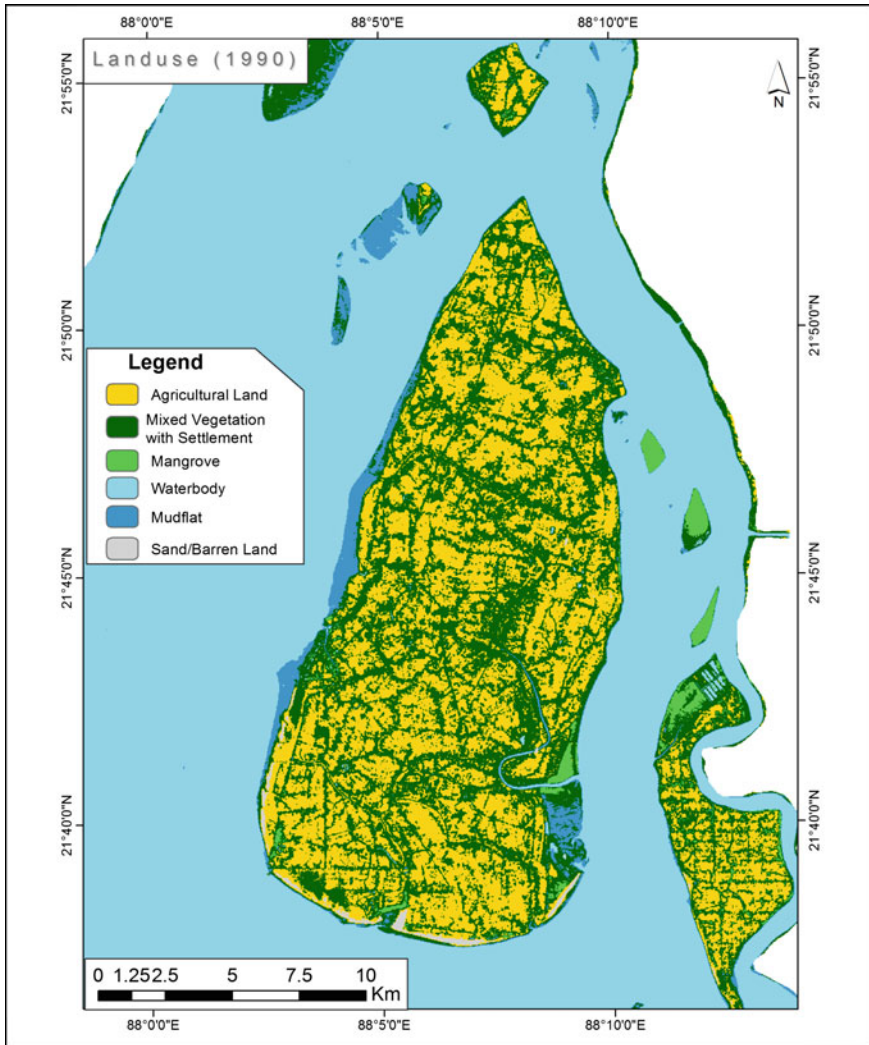 88°0'0"E 88°5'0"E 88°10'0"E
Landuse (1990)
21°55'0"N 21°55'0"N
N
21°50'0"N 21°50'0"N
Legend
Agricultural Land
Mixed Vegetation
with Settlement
Mangrove
Waterbody
Mudflat
Sand/Barren Land
21°45'0"N 21°45'0"N
21°40'0"N 21°40'0"N
0 1.252.5 5 7.5 10
Km
88°0'0"E 88°5'0"E 88°10'0"E